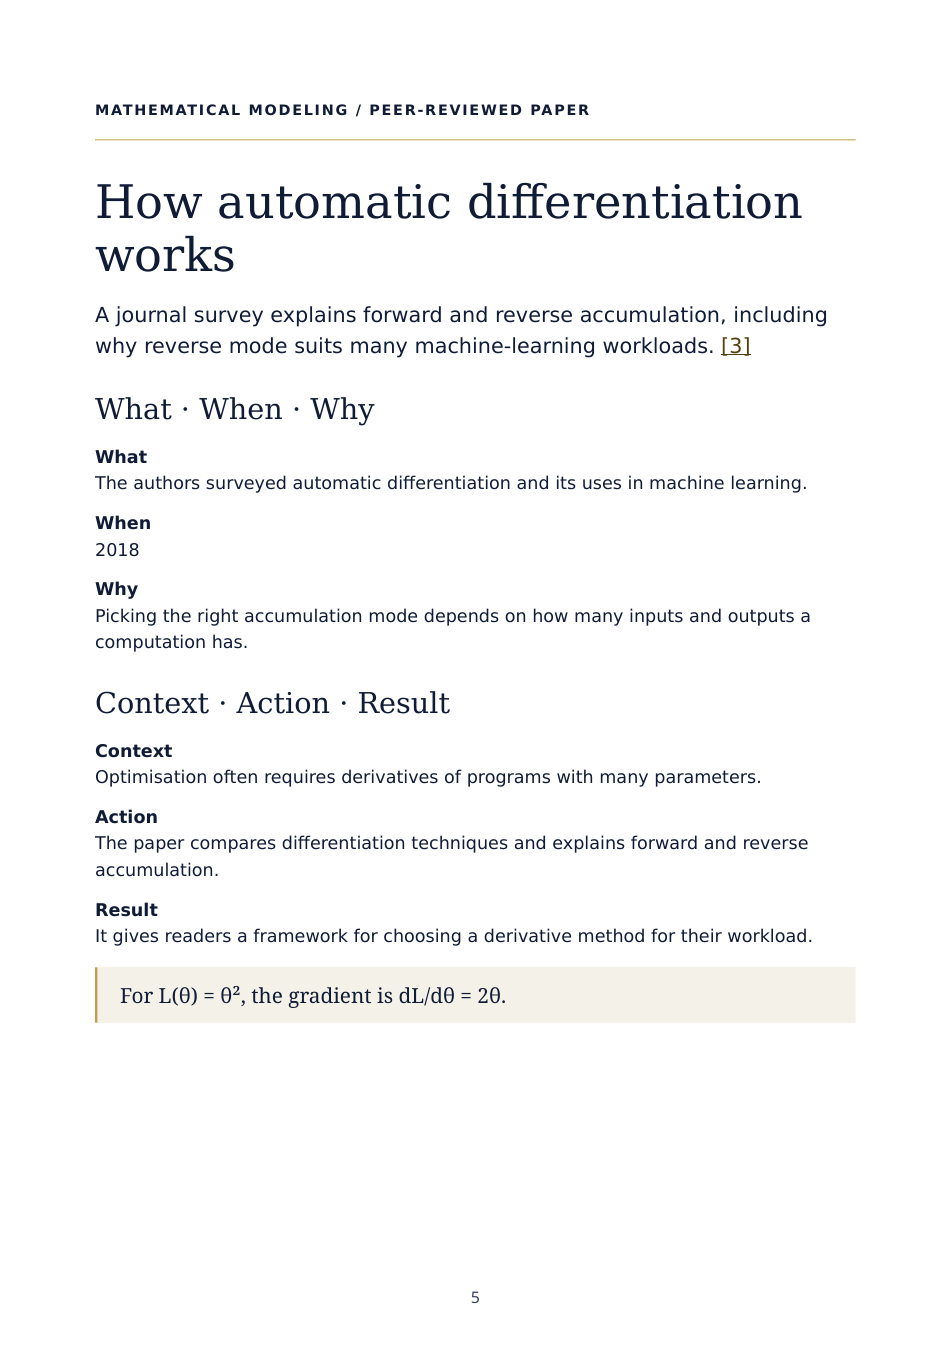 MATHEMATICAL MODELING / PEER-REVIEWED PAPER
How automatic differentiation
works
A journal survey explains forward and reverse accumulation, including
why reverse mode suits many machine-learning workloads. [3]
What · When · Why
What
The authors surveyed automatic differentiation and its uses in machine learning.
When
2018
Why
Picking the right accumulation mode depends on how many inputs and outputs a
computation has.
Context · Action · Result
Context
Optimisation often requires derivatives of programs with many parameters.
Action
The paper compares differentiation techniques and explains forward and reverse
accumulation.
Result
It gives readers a framework for choosing a derivative method for their workload.
For L(θ) = θ², the gradient is dL/dθ = 2θ.
5